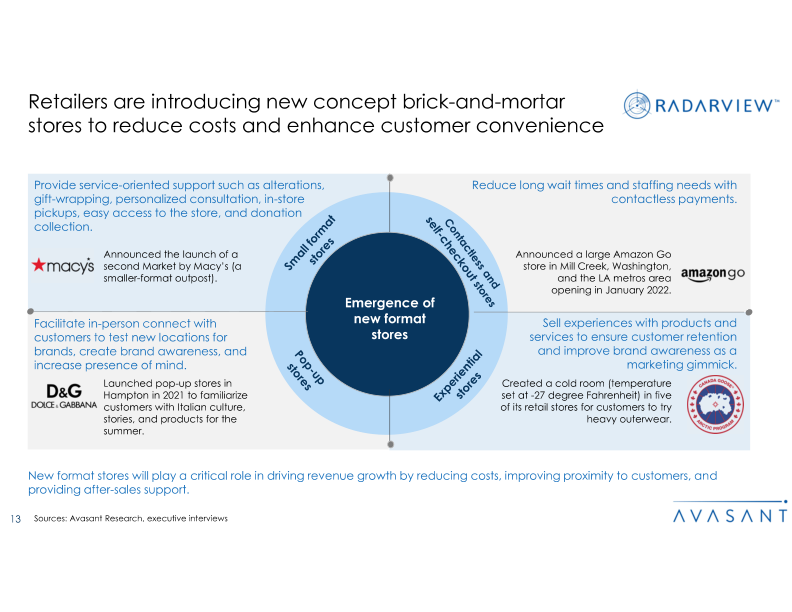 Retailers are introducing new concept brick-and-mortar
stores to reduce costs and enhance customer convenience
RADARVIEW™
Provide service-oriented support such as alterations,
gift-wrapping, personalized consultation, in-store
pickups, easy access to the store, and donation
collection.
★macy's
Announced the launch of a
second Market by Macy's (a
smaller-format outpost).
Small format
stores
Contactless and
self-checkout stores
Reduce long wait times and staffing needs with
contactless payments.
Announced a large Amazon Go
store in Mill Creek, Washington,
and the LA metros area
opening in January 2022.
amazon go
Emergence of
new format
stores
Facilitate in-person connect with
customers to test new locations for
brands, create brand awareness, and
increase presence of mind.
D&G
DOLCE & GABBANA
Launched pop-up stores in
Hampton in 2021 to familiarize
customers with Italian culture,
stories, and products for the
summer.
Pop-up
stores
Experiential
stores
Sell experiences with products and
services to ensure customer retention
and improve brand awareness as a
marketing gimmick.
Created a cold room (temperature
set at -27 degree Fahrenheit) in five
of its retail stores for customers to try
heavy outerwear.
CANADA GOOSE
ARCTIC PROGRAM
New format stores will play a critical role in driving revenue growth by reducing costs, improving proximity to customers, and
providing after-sales support.
13
Sources: Avasant Research, executive interviews
AVASANT